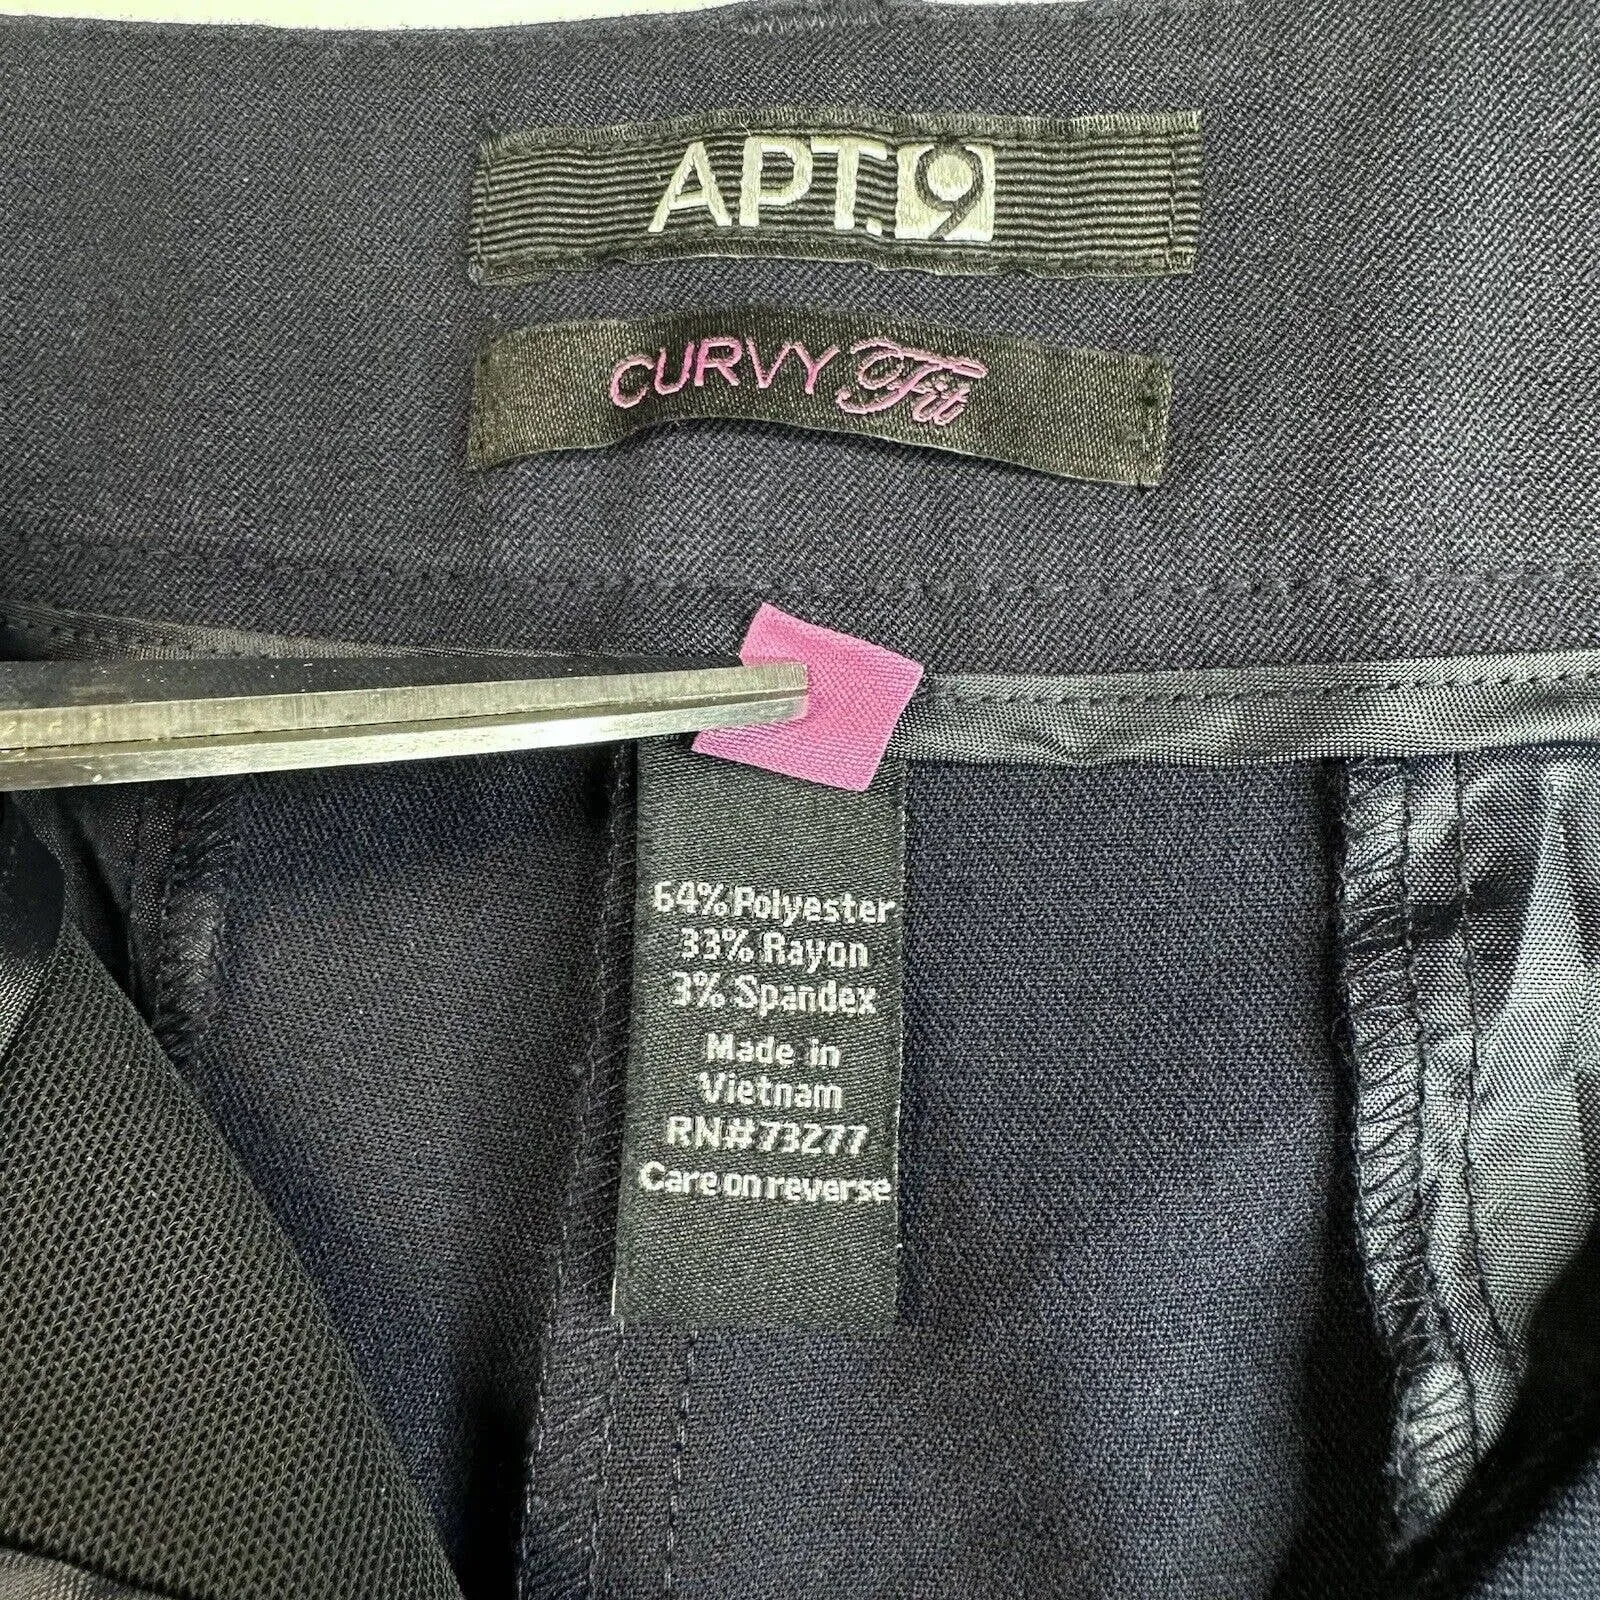 APT.9
CURVY Fit
64% Polyester
33% Rayon
3% Spandex
Made in
Vietnam
RN#73277
Care on reverse